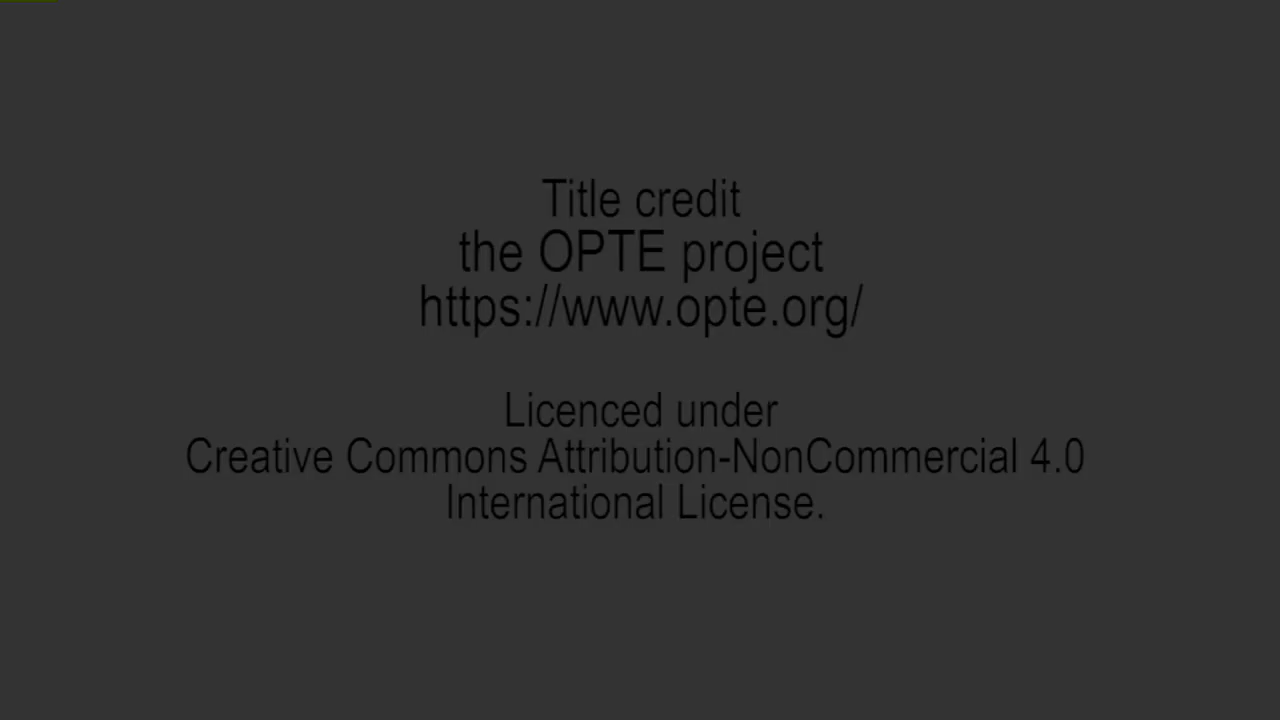 Title credit
the OPTE project
https://www.opte.org/
Licenced under
Creative Commons Attribution-NonCommercial 4.0
International License.